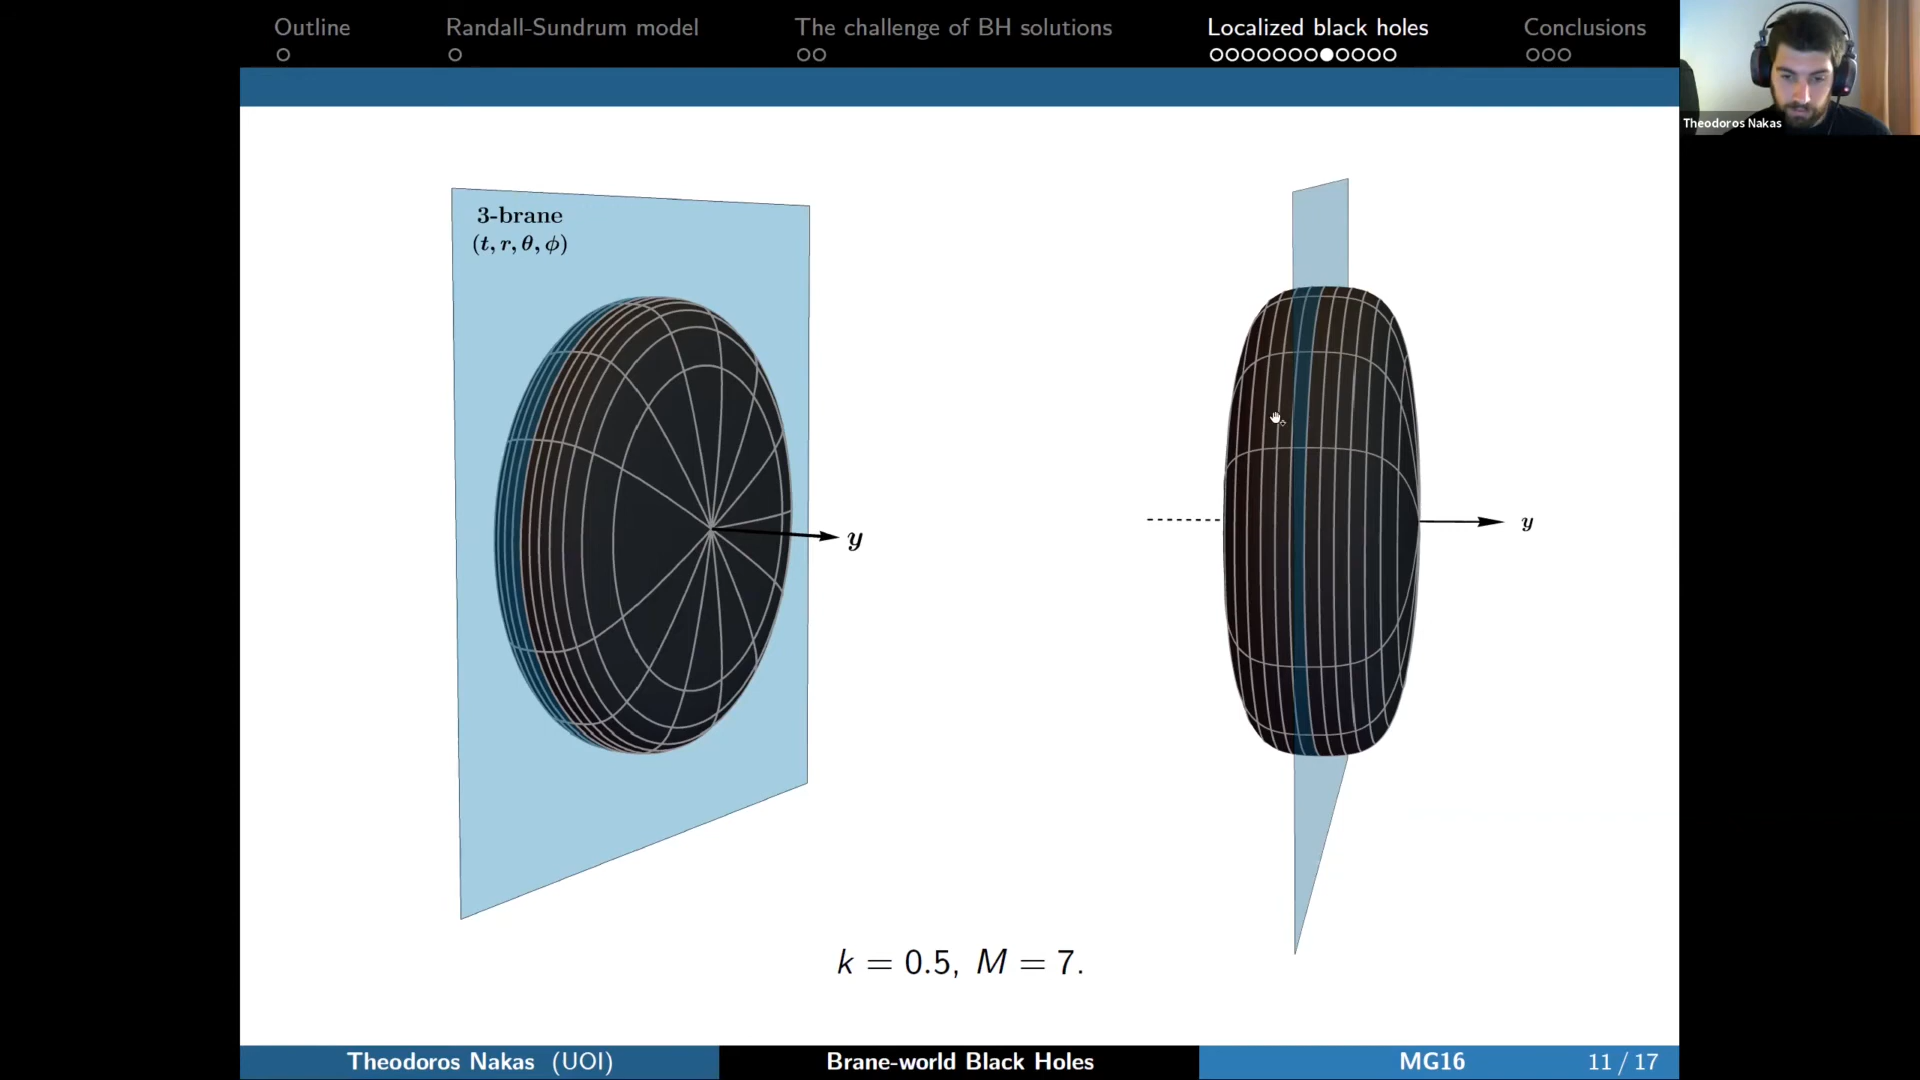 Outline
Randall-Sundrum model
The challenge of BH solutions
Localized black holes
Conclusions
Theodoros Nakas
3-brane
(t, r, θ, ϕ)
y
y
k = 0.5, M = 7.
Theodoros Nakas (UOI)
Brane-world Black Holes
MG16
11 / 17